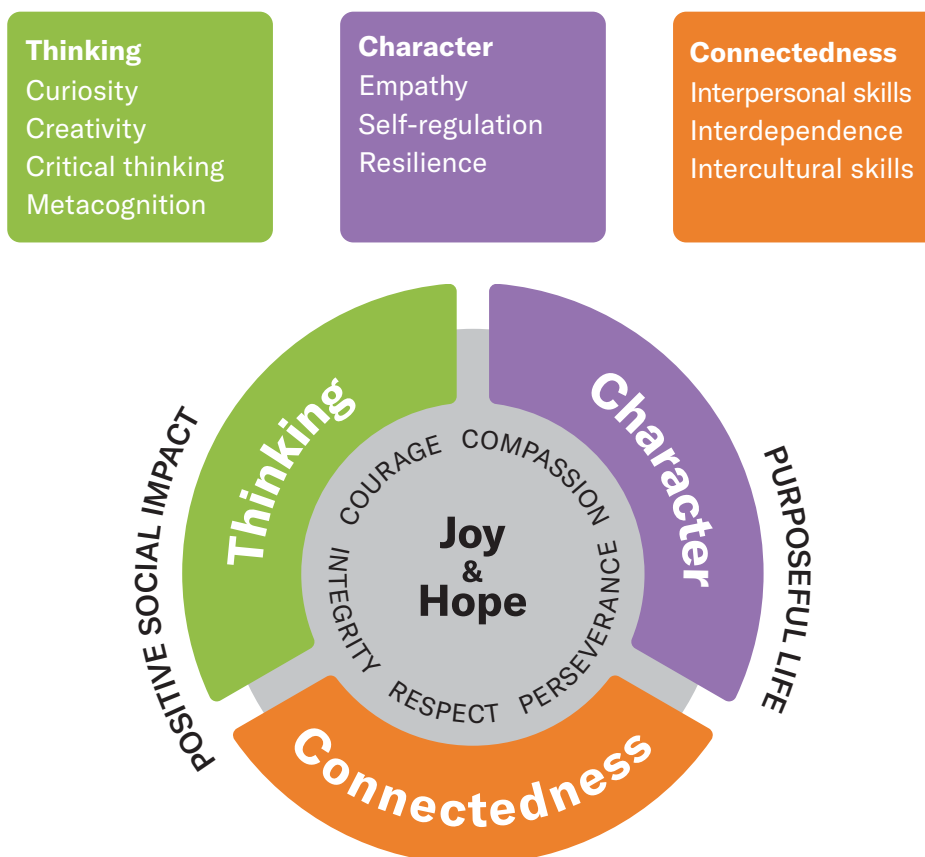 Thinking
Curiosity
Creativity
Critical thinking
Metacognition
Character
Empathy
Self-regulation
Resilience
Connectedness
Interpersonal skills
Interdependence
Intercultural skills
POSITIVE SOCIAL IMPACT
Thinking
Character
PURPOSEFUL LIFE
INTEGRITY
COURAGE
COMPASSION
PERSEVERANCE
RESPECT
Joy
&
Hope
Connectedness